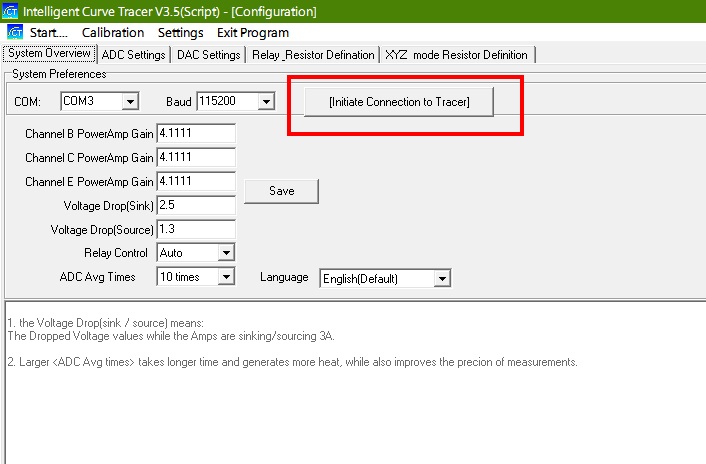 iCT Intelligent Curve Tracer V3.5(Script) - [Configuration]
iCT Start.... Calibration Settings Exit Program
System Overview ADC Settings DAC Settings Relay_Resistor Defination XYZ mode Resistor Definition
System Preferences
COM: COM3 Baud 115200 [Initiate Connection to Tracer]
Channel B PowerAmp Gain 4.1111
Channel C PowerAmp Gain 4.1111
Channel E PowerAmp Gain 4.1111
Save
Voltage Drop(Sink) 2.5
Voltage Drop(Source) 1.3
Relay Control Auto
ADC Avg Times 10 times Language English(Default)
1. the Voltage Drop(sink / source) means:
The Dropped Voltage values while the Amps are sinking/sourcing 3A.
2. Larger <ADC Avg times> takes longer time and generates more heat, while also improves the precion of measurements.